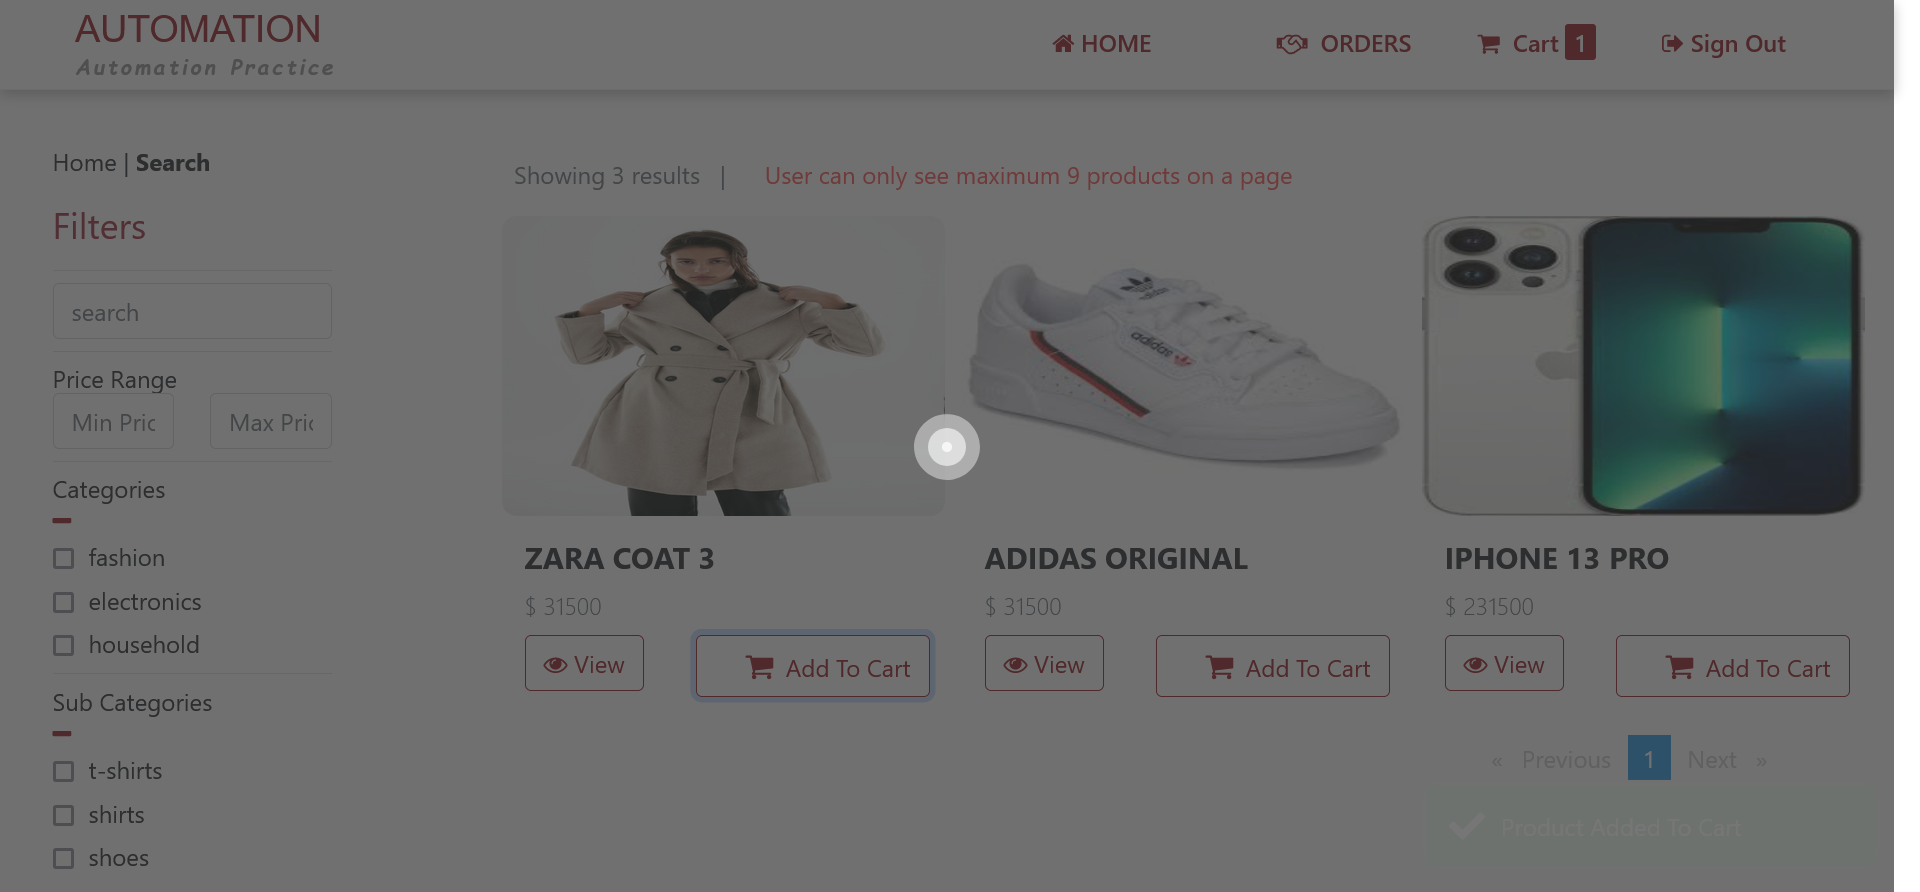 AUTOMATION
Automation Practice
HOME
ORDERS
Cart 1
Sign Out
Home | Search
Showing 3 results |
User can only see maximum 9 products on a page
Filters
search
Price Range
Min Pric
Max Pric
Categories
fashion
electronics
household
Sub Categories
t-shirts
shirts
shoes
adidas
ZARA COAT 3
$ 31500
View
Add To Cart
ADIDAS ORIGINAL
$ 31500
View
Add To Cart
IPHONE 13 PRO
$ 231500
View
Add To Cart
« Previous 1 Next »
Product Added To Cart